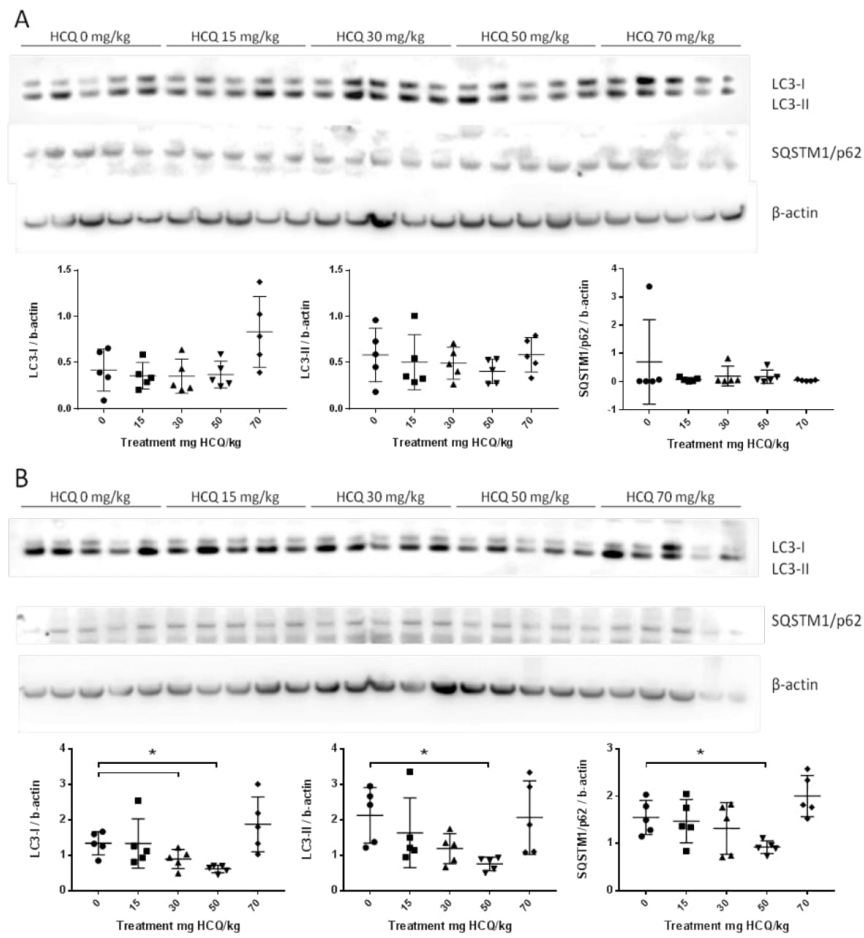 A
HCQ 0 mg/kg HCQ 15 mg/kg HCQ 30 mg/kg HCQ 50 mg/kg HCQ 70 mg/kg
LC3-I
LC3-II
SQSTM1/p62
β-actin
LC3-I / b-actin
1.5
1.0
0.5
0.0
0 15 30 50 70
Treatment mg HCQ/kg
LC3-II / b-actin
1.5
1.0
0.5
0.0
0 15 30 50 70
Treatment mg HCQ/kg
SQSTM1/p62 / b-actin
4
3
2
1
0
-1
0 15 30 50 70
Treatment mg HCQ/kg
B
HCQ 0 mg/kg HCQ 15 mg/kg HCQ 30 mg/kg HCQ 50 mg/kg HCQ 70 mg/kg
LC3-I
LC3-II
SQSTM1/p62
β-actin
LC3-I / b-actin
4
3
2
1
0
*
0 15 30 50 70
Treatment mg HCQ/kg
LC3-II / b-actin
4
3
2
1
0
*
0 15 30 50 70
Treatment mg HCQ/kg
SQSTM1/p62 / b-actin
3
2
1
0
*
0 15 30 50 70
Treatment mg HCQ/kg